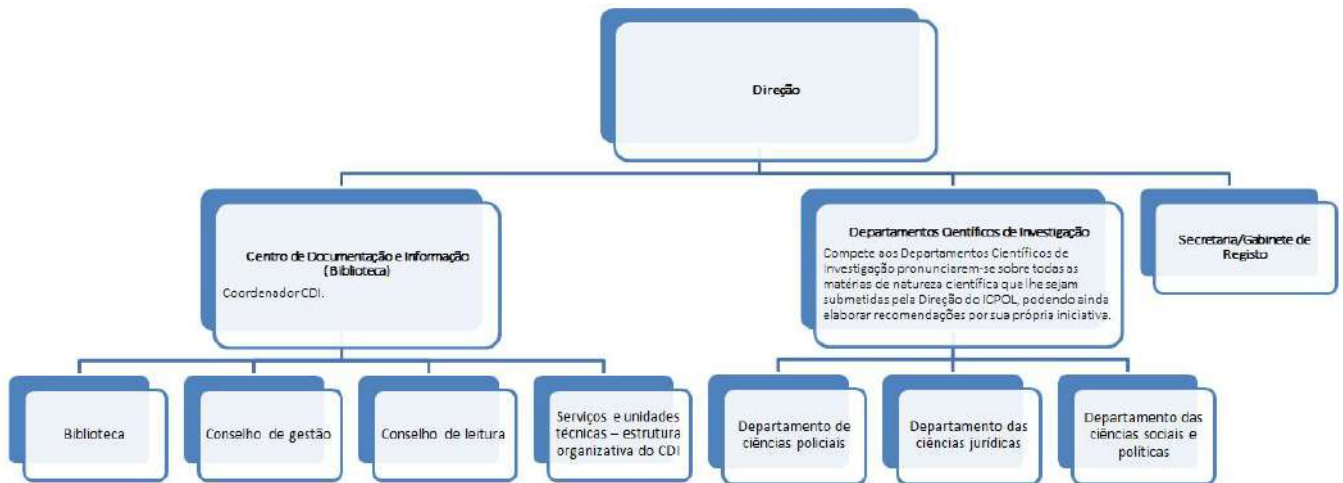 Direção
Centro de Documentação e Informação
(Biblioteca)
Coordenador CDI.
Departamentos Científicos de Investigação
Compete aos Departamentos Científicos de
Investigação pronunciarem-se sobre todas as
matérias de natureza científica que lhe sejam
submetidas pela Direção do ICPOL, podendo ainda
elaborar recomendações por sua própria iniciativa.
Secretaria/Gabinete de
Registo
Biblioteca
Conselho de gestão
Conselho de leitura
Serviços e unidades
técnicas – estrutura
organizativa do CDI
Departamento de
ciências policiais
Departamento das
ciências jurídicas
Departamento das
ciências sociais e
políticas